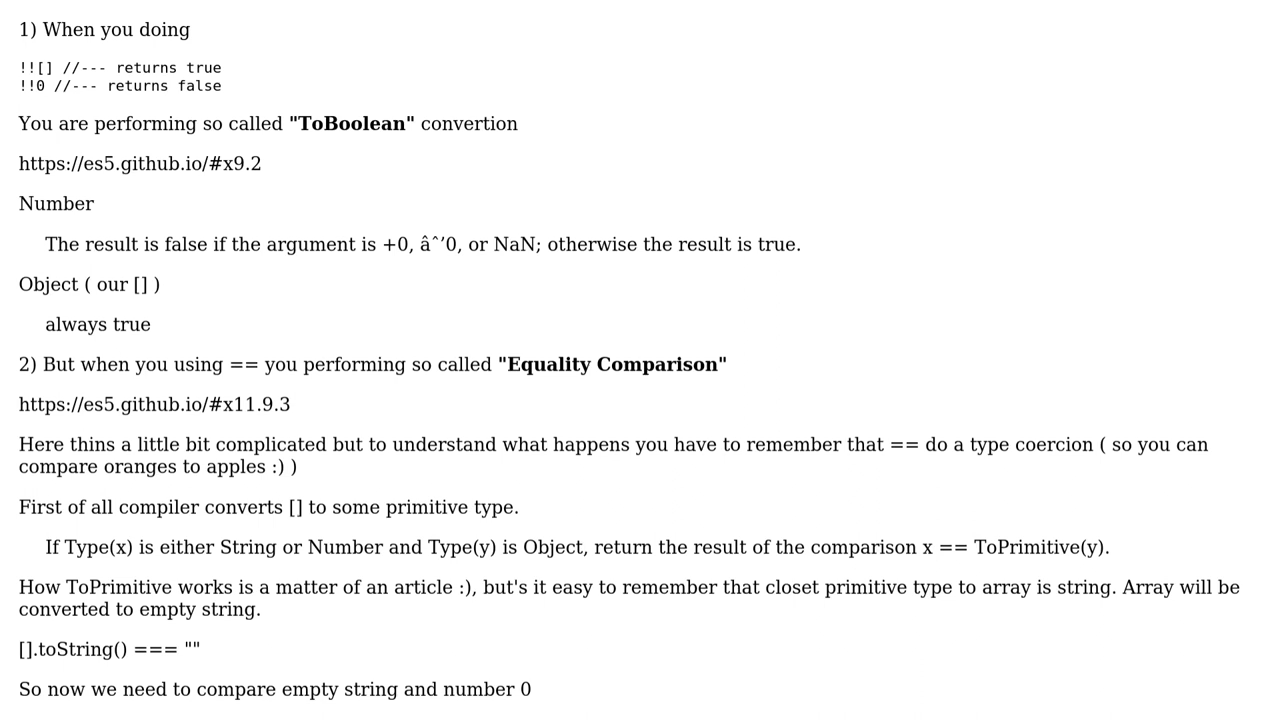 1) When you doing
!![] //--- returns true
!!0 //--- returns false
You are performing so called "ToBoolean" convertion
https://es5.github.io/#x9.2
Number
The result is false if the argument is +0, âˆ’0, or NaN; otherwise the result is true.
Object ( our [] )
always true
2) But when you using == you performing so called "Equality Comparison"
https://es5.github.io/#x11.9.3
Here thins a little bit complicated but to understand what happens you have to remember that == do a type coercion ( so you can
compare oranges to apples :) )
First of all compiler converts [] to some primitive type.
If Type(x) is either String or Number and Type(y) is Object, return the result of the comparison x == ToPrimitive(y).
How ToPrimitive works is a matter of an article :), but's it easy to remember that closet primitive type to array is string. Array will be
converted to empty string.
[].toString() === ""
So now we need to compare empty string and number 0